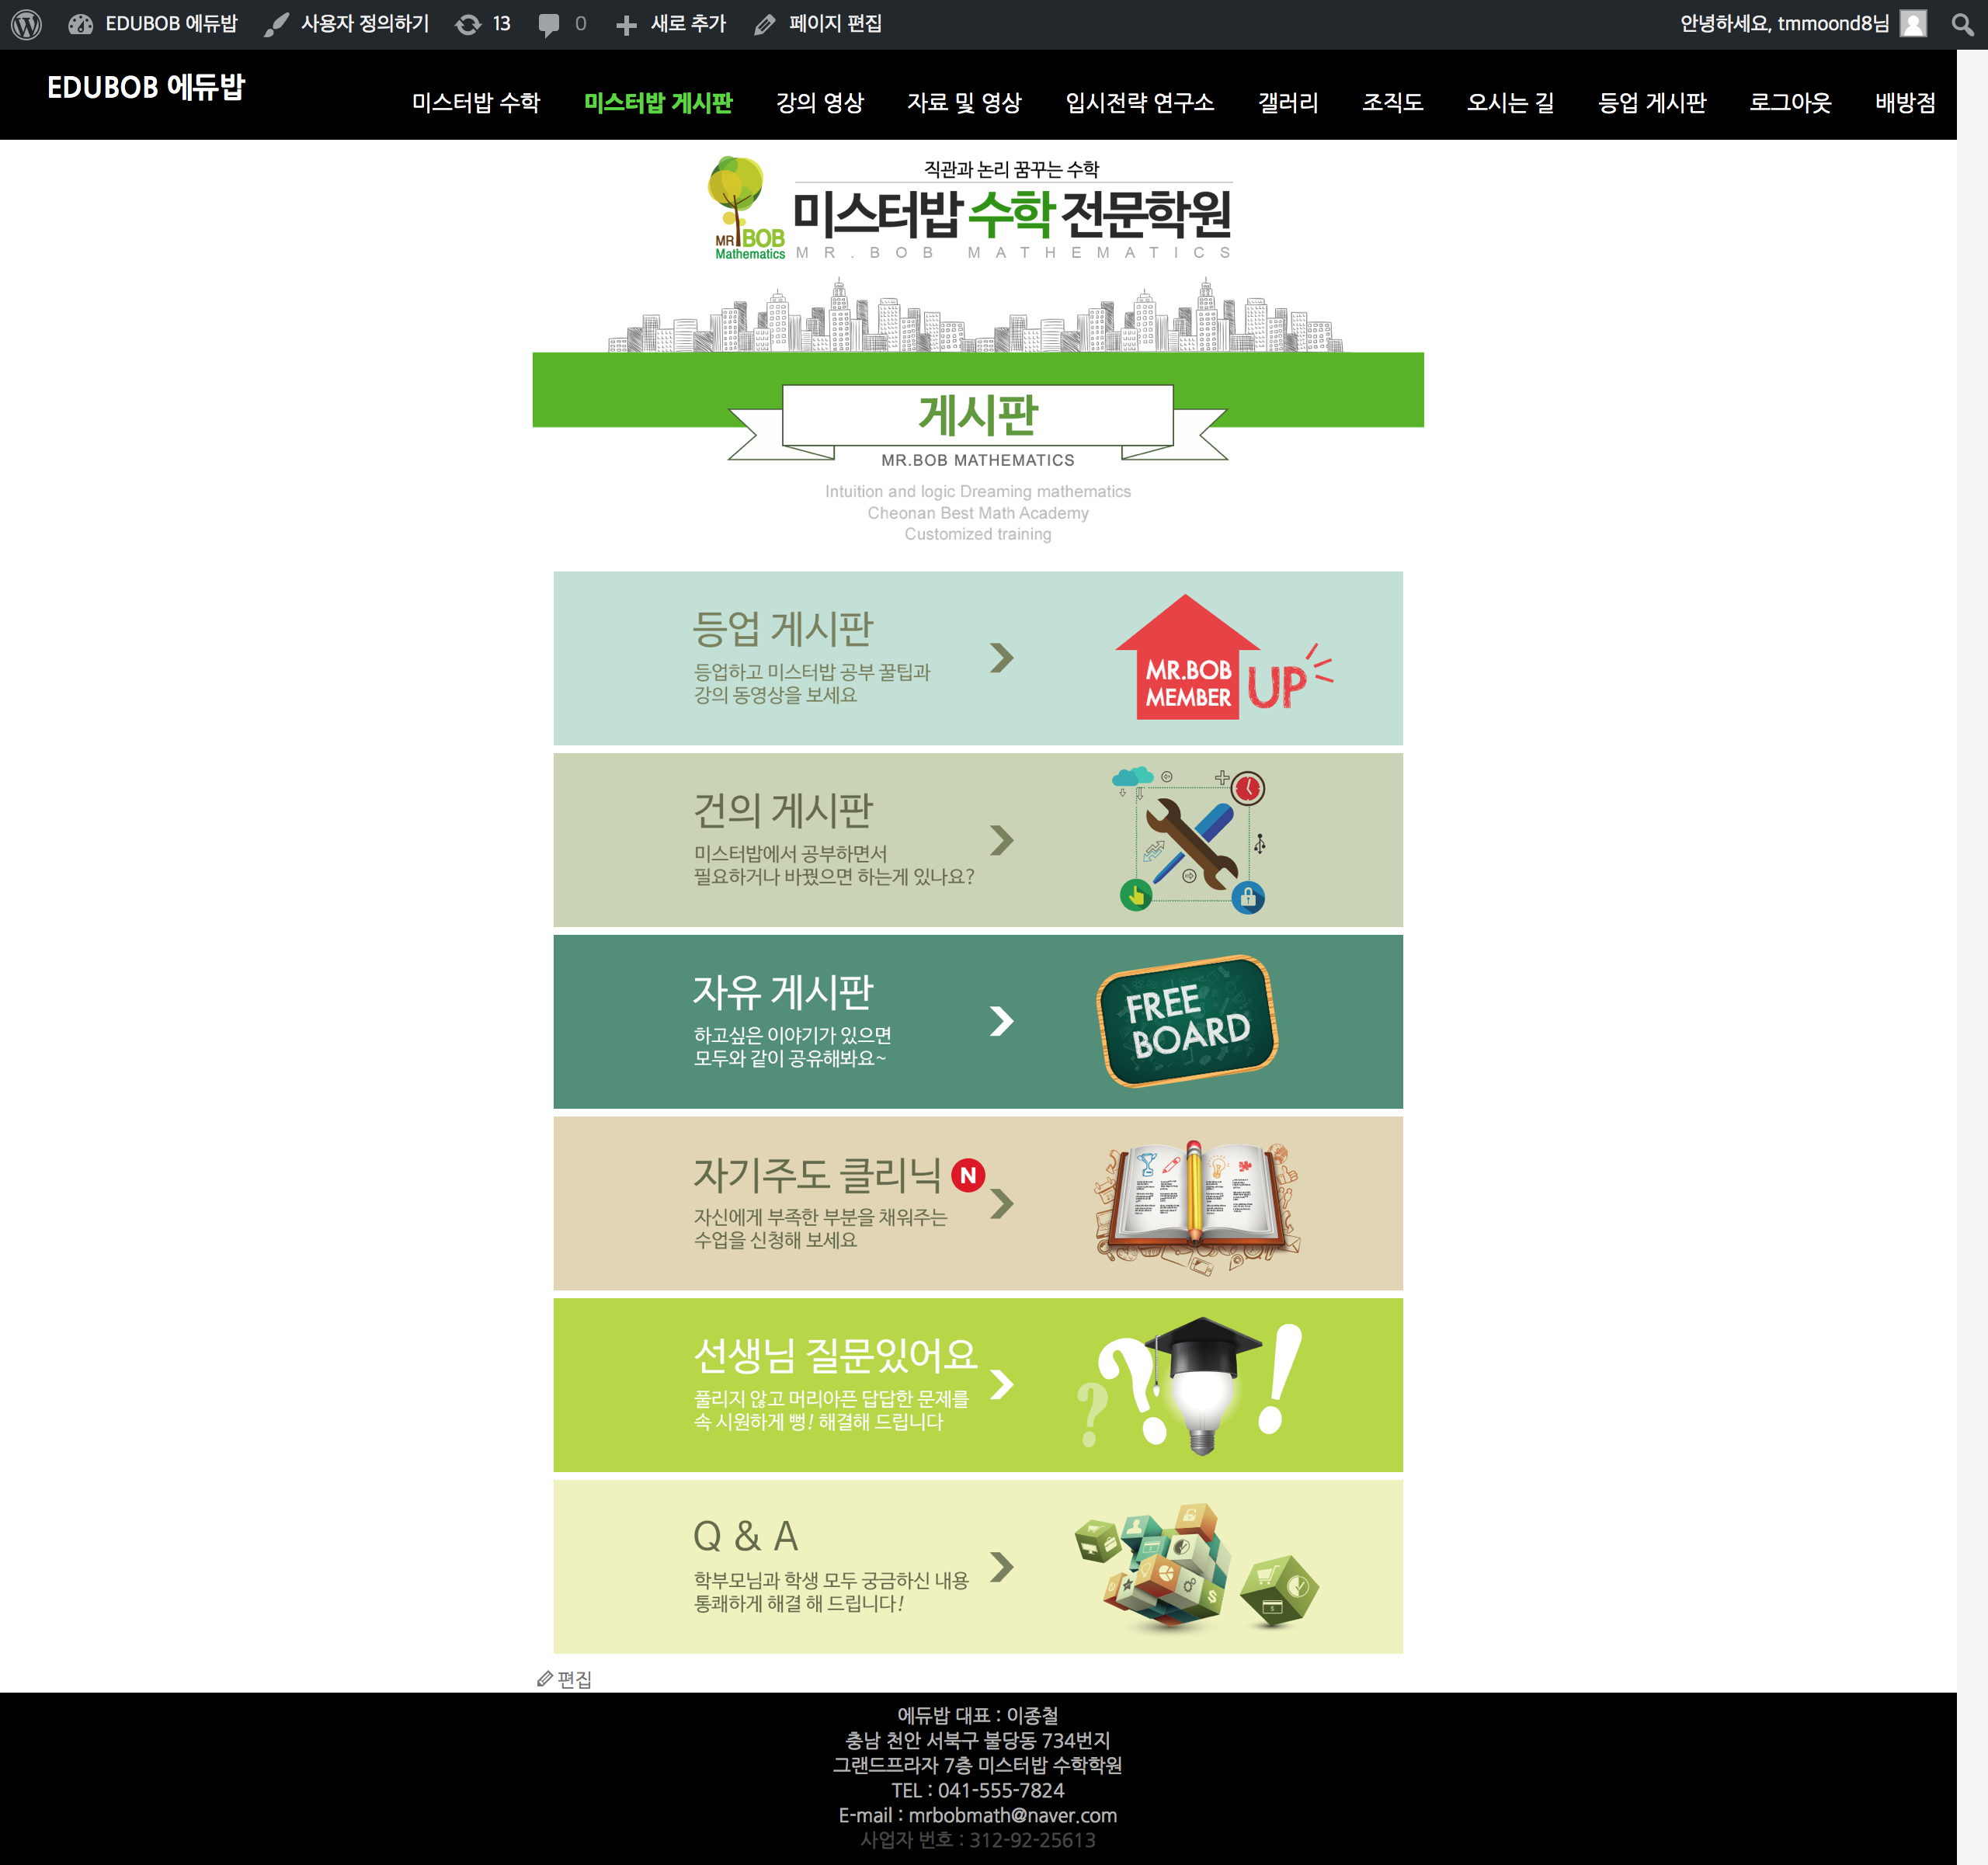 EDUBOB 에듀밥 사용자 정의하기 13 0 새로 추가 페이지 편집 안녕하세요, tmmoond8님
EDUBOB 에듀밥
미스터밥 수학 미스터밥 게시판 강의 영상 자료 및 영상 입시전략 연구소 갤러리 조직도 오시는 길 등업 게시판 로그아웃 배방점
직관과 논리 꿈꾸는 수학
미스터밥 수학 전문학원
MR.BOB MATHEMATICS
MR BOB
Mathematics
게시판
MR.BOB MATHEMATICS
Intuition and logic Dreaming mathematics
Cheonan Best Math Academy
Customized training
등업 게시판
등업하고 미스터밥 공부 꿀팁과
강의 동영상을 보세요
MR.BOB
MEMBER UP
건의 게시판
미스터밥에서 공부하면서
필요하거나 바꿨으면 하는게 있나요?
자유 게시판
하고싶은 이야기가 있으면
모두와 같이 공유해봐요~
FREE
BOARD
자기주도 클리닉 N
자신에게 부족한 부분을 채워주는
수업을 신청해 보세요
선생님 질문있어요
풀리지 않고 머리아픈 답답한 문제를
속 시원하게 뻥! 해결해 드립니다
Q & A
학부모님과 학생 모두 궁금하신 내용
통쾌하게 해결 해 드립니다!
편집
에듀밥 대표 : 이종철
충남 천안 서북구 불당동 734번지
그랜드프라자 7층 미스터밥 수학학원
TEL : 041-555-7824
E-mail : mrbobmath@naver.com
사업자 번호 : 312-92-25613